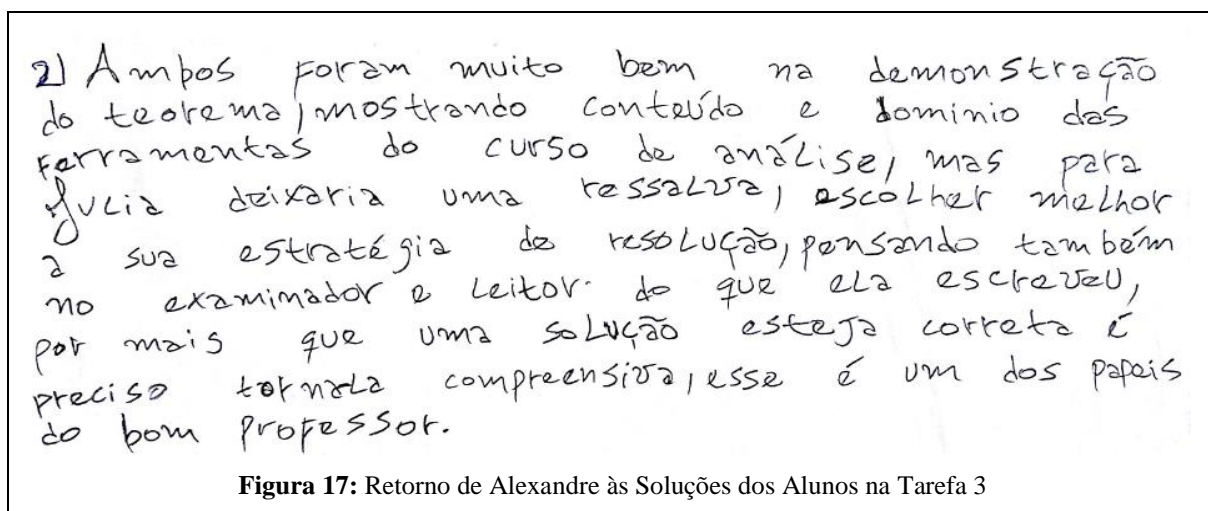 2) Ambos foram muito bem na demonstração
do teorema, mostrando conteúdo e domínio das
ferramentas do curso de análise, mas para
Julia deixaria uma ressalva, escolher melhor
a sua estratégia de resolução, pensando também
no examinador e leitor do que ela escreveu,
por mais que uma solução esteja correta é
preciso tornala compreensiva, esse é um dos papeis
do bom professor.
Figura 17: Retorno de Alexandre às Soluções dos Alunos na Tarefa 3